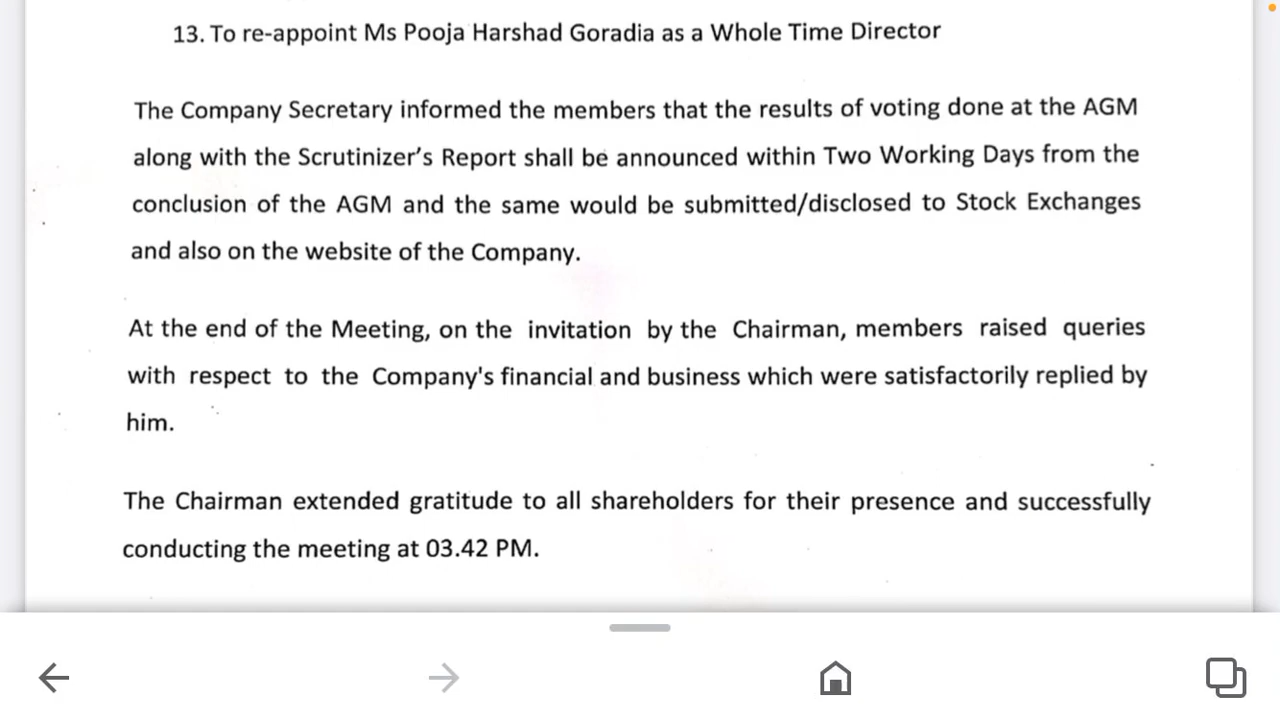 13. To re-appoint Ms Pooja Harshad Goradia as a Whole Time Director
The Company Secretary informed the members that the results of voting done at the AGM
along with the Scrutinizer's Report shall be announced within Two Working Days from the
conclusion of the AGM and the same would be submitted/disclosed to Stock Exchanges
and also on the website of the Company.
At the end of the Meeting, on the invitation by the Chairman, members raised queries
with respect to the Company's financial and business which were satisfactorily replied by
him.
The Chairman extended gratitude to all shareholders for their presence and successfully
conducting the meeting at 03.42 PM.